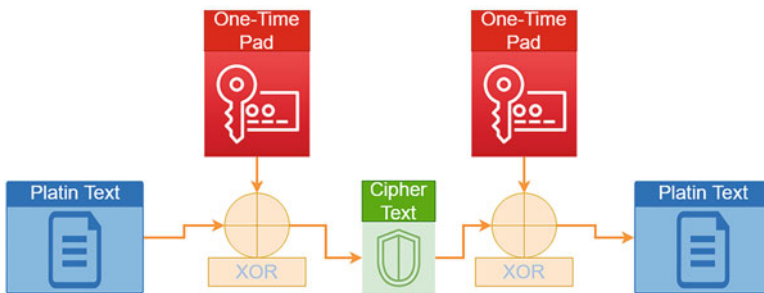 One-Time
Pad
One-Time
Pad
Platin Text
Cipher
Text
Platin Text
XOR
XOR